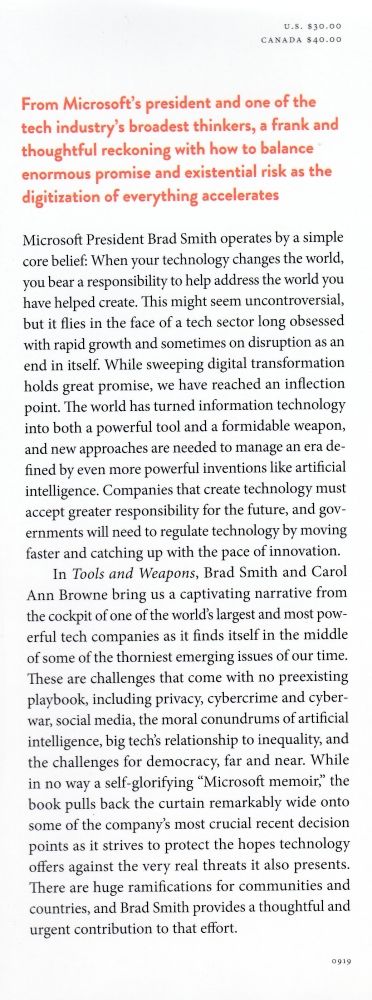 U.S. $30.00
CANADA $40.00
From Microsoft's president and one of the
tech industry's broadest thinkers, a frank and
thoughtful reckoning with how to balance
enormous promise and existential risk as the
digitization of everything accelerates
Microsoft President Brad Smith operates by a simple
core belief: When your technology changes the world,
you bear a responsibility to help address the world you
have helped create. This might seem uncontroversial,
but it flies in the face of a tech sector long obsessed
with rapid growth and sometimes on disruption as an
end in itself. While sweeping digital transformation
holds great promise, we have reached an inflection
point. The world has turned information technology
into both a powerful tool and a formidable weapon,
and new approaches are needed to manage an era de-
fined by even more powerful inventions like artificial
intelligence. Companies that create technology must
accept greater responsibility for the future, and gov-
ernments will need to regulate technology by moving
faster and catching up with the pace of innovation.
In Tools and Weapons, Brad Smith and Carol
Ann Browne bring us a captivating narrative from
the cockpit of one of the world's largest and most pow-
erful tech companies as it finds itself in the middle
of some of the thorniest emerging issues of our time.
These are challenges that come with no preexisting
playbook, including privacy, cybercrime and cyber-
war, social media, the moral conundrums of artificial
intelligence, big tech's relationship to inequality, and
the challenges for democracy, far and near. While
in no way a self-glorifying "Microsoft memoir," the
book pulls back the curtain remarkably wide onto
some of the company's most crucial recent decision
points as it strives to protect the hopes technology
offers against the very real threats it also presents.
There are huge ramifications for communities and
countries, and Brad Smith provides a thoughtful and
urgent contribution to that effort.
0919